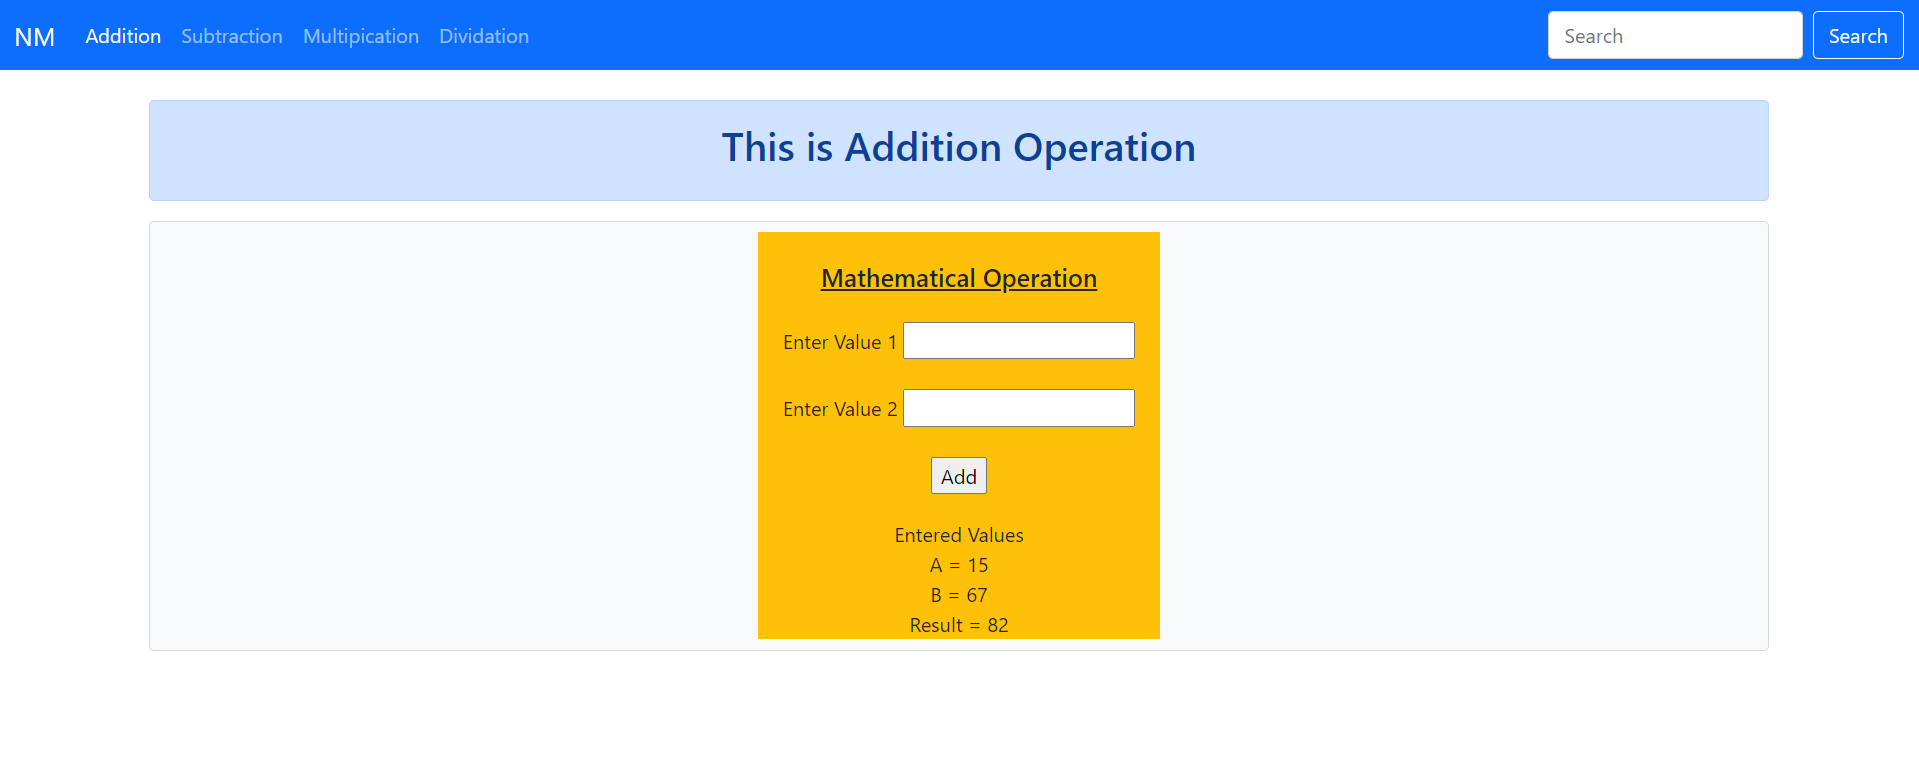 NM Addition Subtraction Multipication Dividation Search Search
This is Addition Operation
Mathematical Operation
Enter Value 1
Enter Value 2
Add
Entered Values
A = 15
B = 67
Result = 82